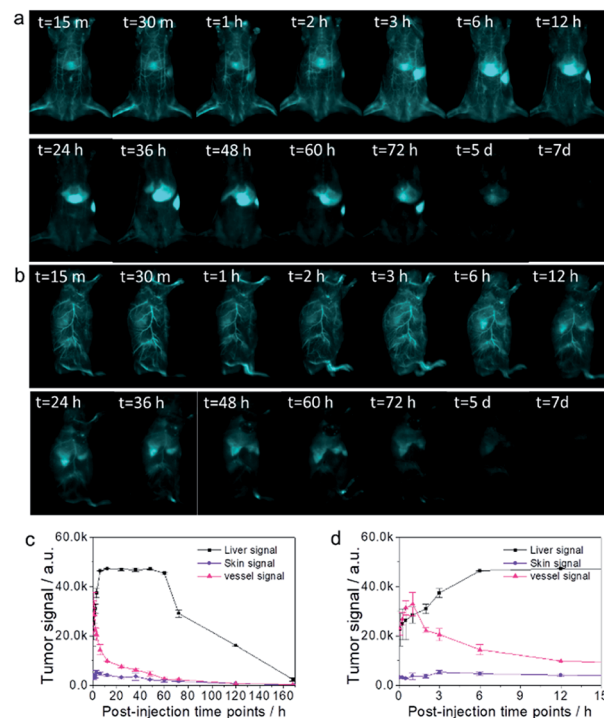 a
t=15 m t=30 m t=1 h t=2 h t=3 h t=6 h t=12 h
t=24 h t=36 h t=48 h t=60 h t=72 h t=5 d t=7d
b
t=15 m t=30 m t=1 h t=2 h t=3 h t=6 h t=12 h
t=24 h t=36 h t=48 h t=60 h t=72 h t=5 d t=7d
c
60.0k
40.0k
20.0k
0.0
Tumor signal / a.u.
Liver signal
Skin signal
vessel signal
0 20 40 60 80 100 120 140 160
Post-injection time points / h
d
60.0k
40.0k
20.0k
0.0
Tumor signal / a.u.
Liver signal
Skin signal
vessel signal
0 3 6 9 12 15
Post-injection time points / h